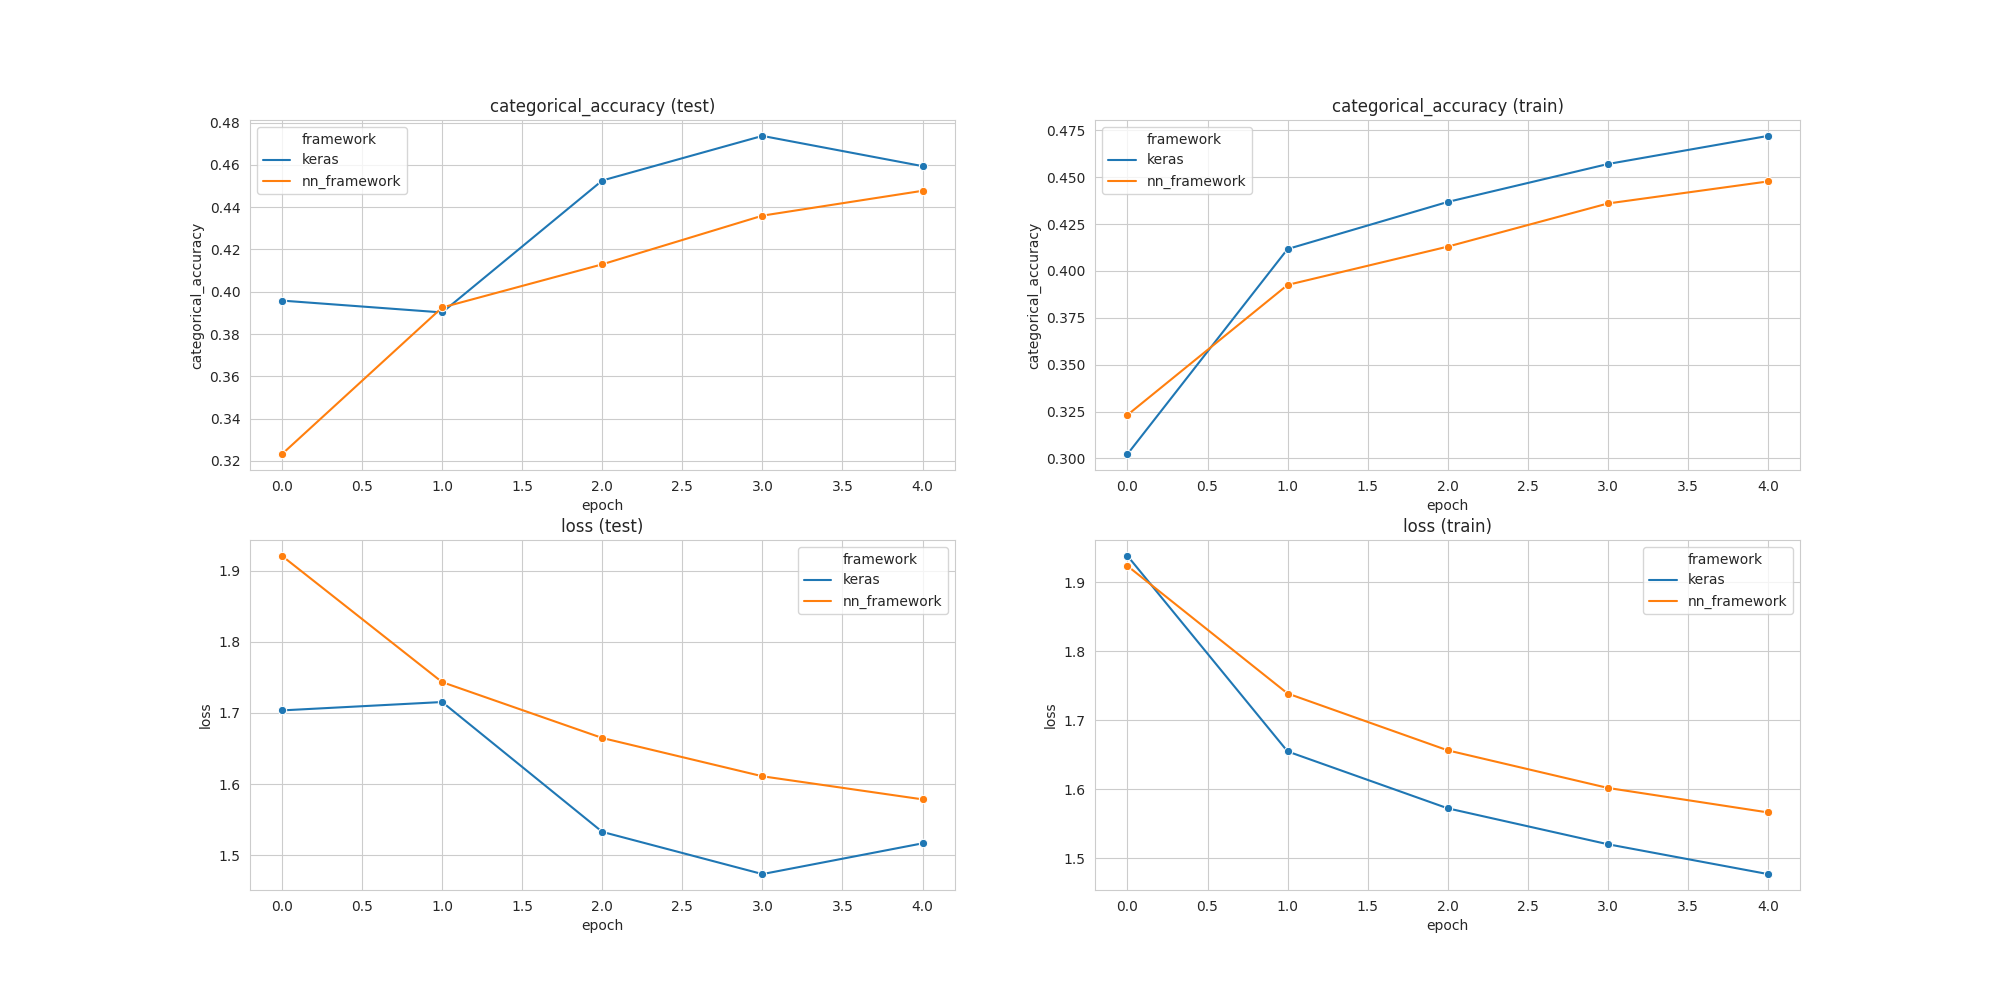 categorical_accuracy (test)
categorical_accuracy
0.48
0.46
0.44
0.42
0.40
0.38
0.36
0.34
0.32
framework
keras
nn_framework
0.0 0.5 1.0 1.5 2.0 2.5 3.0 3.5 4.0
epoch
categorical_accuracy (train)
categorical_accuracy
0.475
0.450
0.425
0.400
0.375
0.350
0.325
0.300
framework
keras
nn_framework
0.0 0.5 1.0 1.5 2.0 2.5 3.0 3.5 4.0
epoch
loss (test)
loss
1.9
1.8
1.7
1.6
1.5
framework
keras
nn_framework
0.0 0.5 1.0 1.5 2.0 2.5 3.0 3.5 4.0
epoch
loss (train)
loss
1.9
1.8
1.7
1.6
1.5
framework
keras
nn_framework
0.0 0.5 1.0 1.5 2.0 2.5 3.0 3.5 4.0
epoch